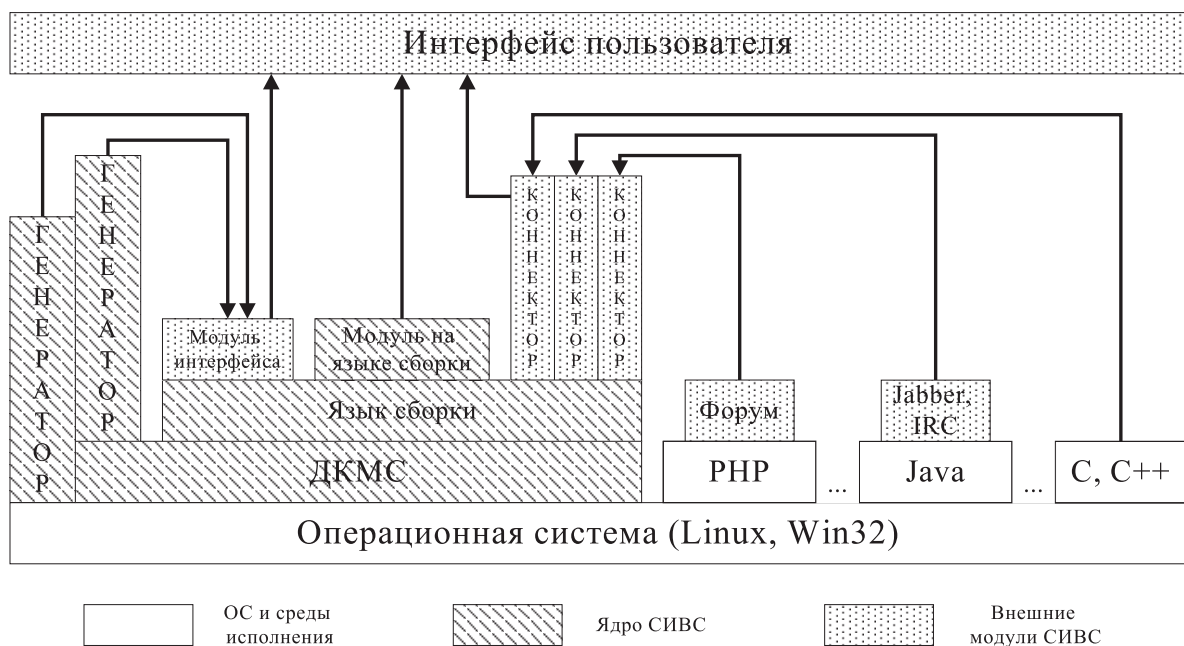 Интерфейс пользователя
ГЕНЕРАТОР
ГЕНЕРАТОР
КОННЕКТОР
КОННЕКТОР
КОННЕКТОР
Модуль
интерфейса
Модуль на
языке сборки
Язык сборки
Форум
Jabber,
IRC
ДКМС
PHP
...
Java
...
C, C++
Операционная система (Linux, Win32)
ОС и среды
исполнения
Ядро СИВС
Внешние
модули СИВС